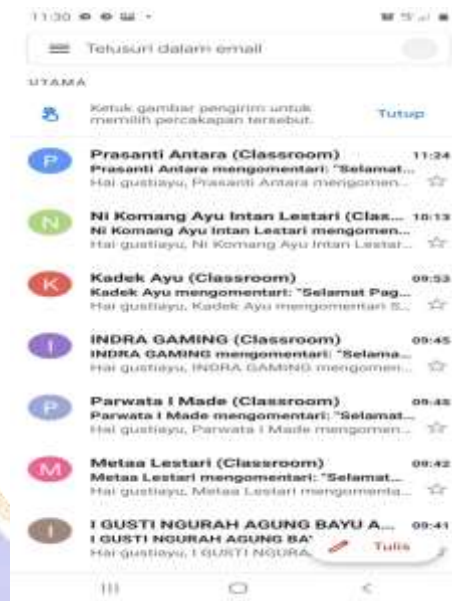 11:30
Telusuri dalam email
UTAMA
Ketuk gambar pengirim untuk
memilih percakapan tersebut.
Tutup
P
Prasanti Antara (Classroom) 11:24
Prasanti Antara mengomentari: "Selamat...
Hai gustiayu, Prasanti Antara mengomen...
N
Ni Komang Ayu Intan Lestari (Clas... 10:13
Ni Komang Ayu Intan Lestari mengomen...
Hai gustiayu, Ni Komang Ayu Intan Lestar...
K
Kadek Ayu (Classroom) 09:53
Kadek Ayu mengomentari: "Selamat Pag...
Hai gustiayu, Kadek Ayu mengomentari S...
I
INDRA GAMING (Classroom) 09:45
INDRA GAMING mengomentari: "Selama...
Hai gustiayu, INDRA GAMING mengomen...
P
Parwata I Made (Classroom) 09:45
Parwata I Made mengomentari: "Selamat...
Hai gustiayu, Parwata I Made mengomen...
M
Metaa Lestari (Classroom) 09:42
Metaa Lestari mengomentari: "Selamat...
Hai gustiayu, Metaa Lestari mengomenta...
I
I GUSTI NGURAH AGUNG BAYU A... 09:41
I GUSTI NGURAH AGUNG BA
Hai gustiayu, I GUSTI NGURA
Tulis